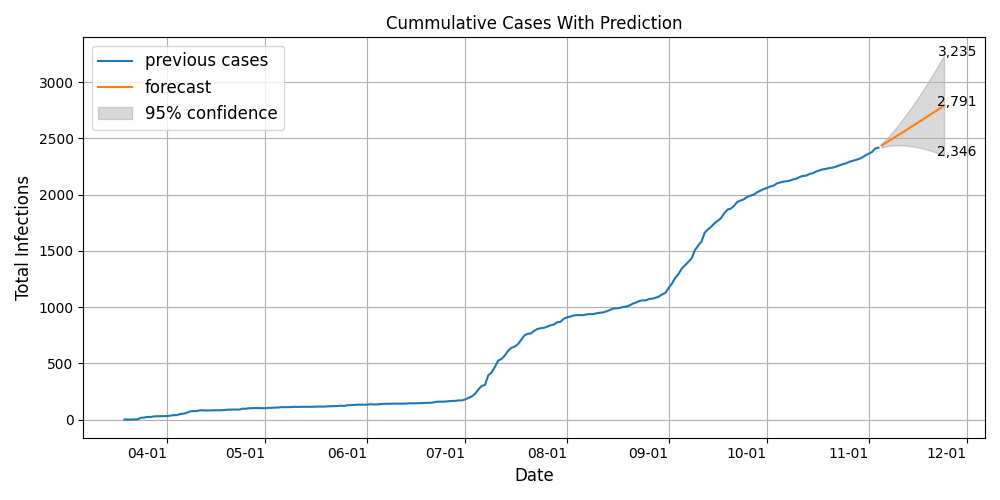 Cummulative Cases With Prediction
previous cases
forecast
95% confidence
3,235
2,791
2,346
3000
2500
2000
1500
1000
500
0
Total Infections
04-01 05-01 06-01 07-01 08-01 09-01 10-01 11-01 12-01
Date